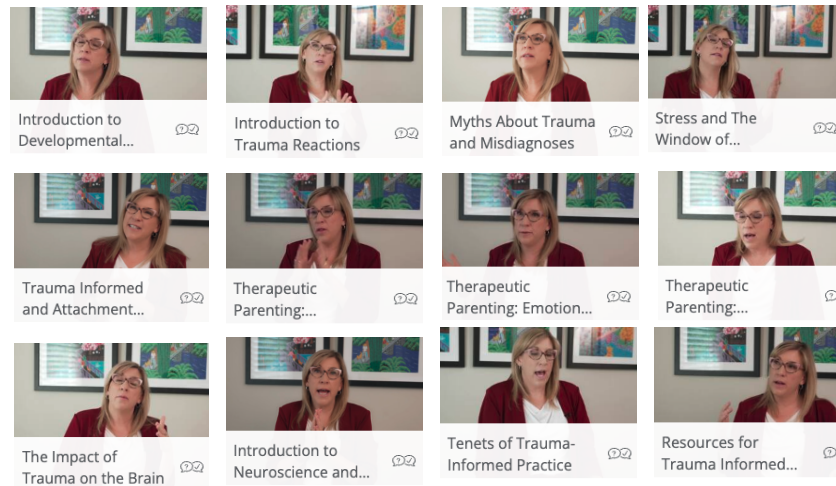 Introduction to
Developmental...
Introduction to
Trauma Reactions
Myths About Trauma
and Misdiagnoses
Stress and The
Window of...
Trauma Informed
and Attachment...
Therapeutic
Parenting:...
Therapeutic
Parenting: Emotion...
Therapeutic
Parenting:...
The Impact of
Trauma on the Brain
Introduction to
Neuroscience and...
Tenets of Trauma-
Informed Practice
Resources for
Trauma Informed...